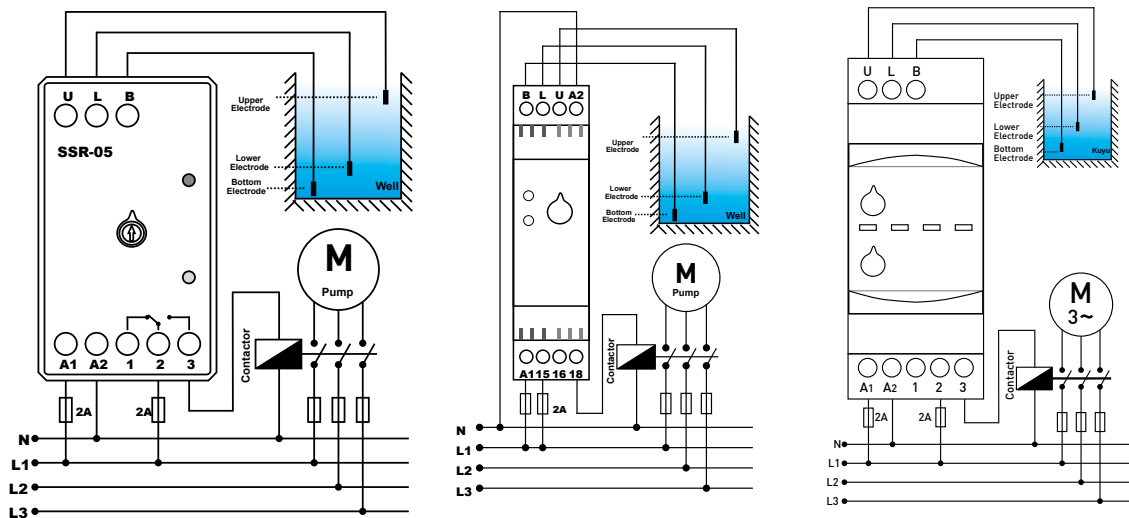 U L B
SSR-05
Upper
Electrode
Lower
Electrode
Bottom
Electrode
Well
M
Pump
Contactor
A1 A2 1 2 3
2A 2A
N
L1
L2
L3
B L U A2
Upper
Electrode
Lower
Electrode
Bottom
Electrode
Well
M
Pump
Contactor
A1 15 16 18
2A
N
L1
L2
L3
U L B
Upper
Electrode
Lower
Electrode
Bottom
Electrode
Kuyu
M
3~
Contactor
A1 A2 1 2 3
2A 2A
N
L1
L2
L3